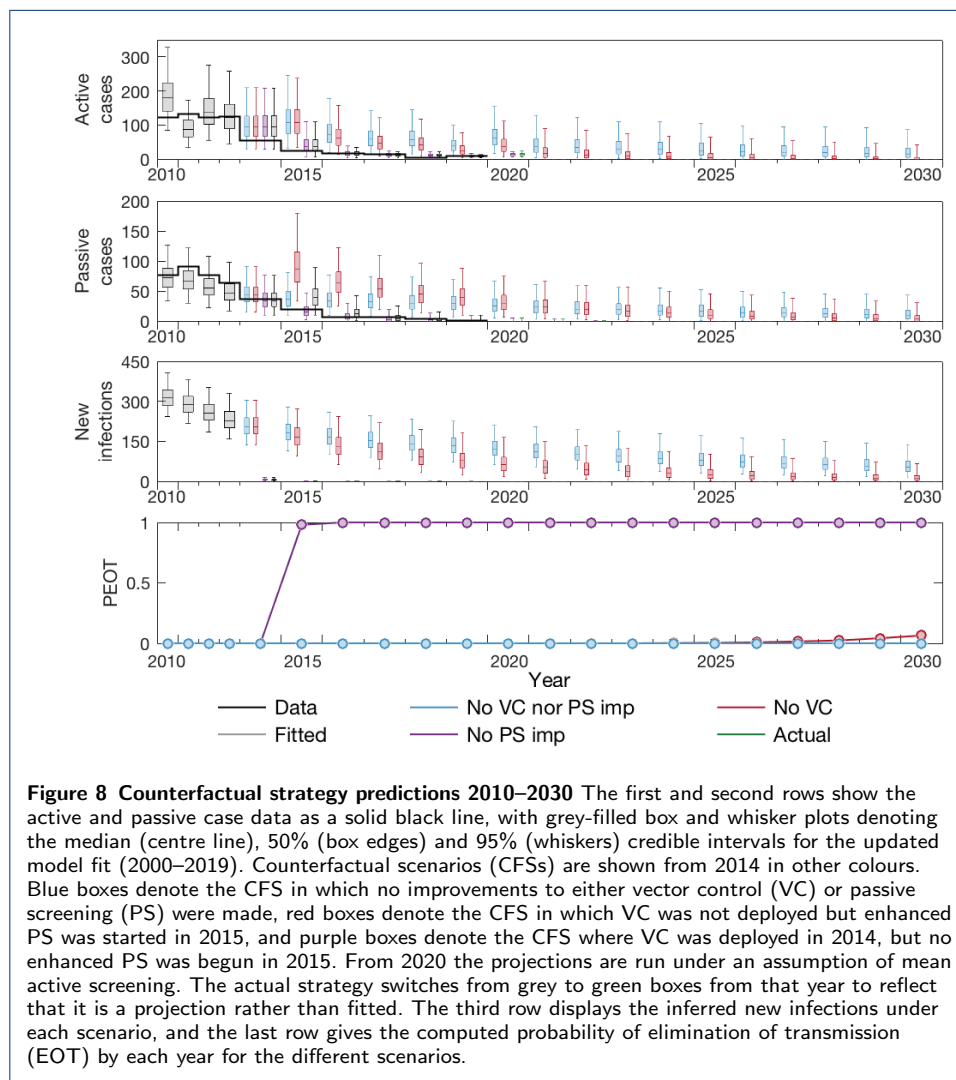 300
200
100
0
Active
cases
2010
2015
2020
2025
2030
200
150
100
50
0
Passive
cases
2010
2015
2020
2025
2030
450
300
150
0
New
infections
2010
2015
2020
2025
2030
1
0.5
0
PEOT
2010
2015
2020
2025
2030
Year
Data
No VC nor PS imp
No VC
Fitted
No PS imp
Actual
Figure 8 Counterfactual strategy predictions 2010–2030 The first and second rows show the
active and passive case data as a solid black line, with grey-filled box and whisker plots denoting
the median (centre line), 50% (box edges) and 95% (whiskers) credible intervals for the updated
model fit (2000–2019). Counterfactual scenarios (CFSs) are shown from 2014 in other colours.
Blue boxes denote the CFS in which no improvements to either vector control (VC) or passive
screening (PS) were made, red boxes denote the CFS in which VC was not deployed but enhanced
PS was started in 2015, and purple boxes denote the CFS where VC was deployed in 2014, but no
enhanced PS was begun in 2015. From 2020 the projections are run under an assumption of mean
active screening. The actual strategy switches from grey to green boxes from that year to reflect
that it is a projection rather than fitted. The third row displays the inferred new infections under
each scenario, and the last row gives the computed probability of elimination of transmission
(EOT) by each year for the different scenarios.